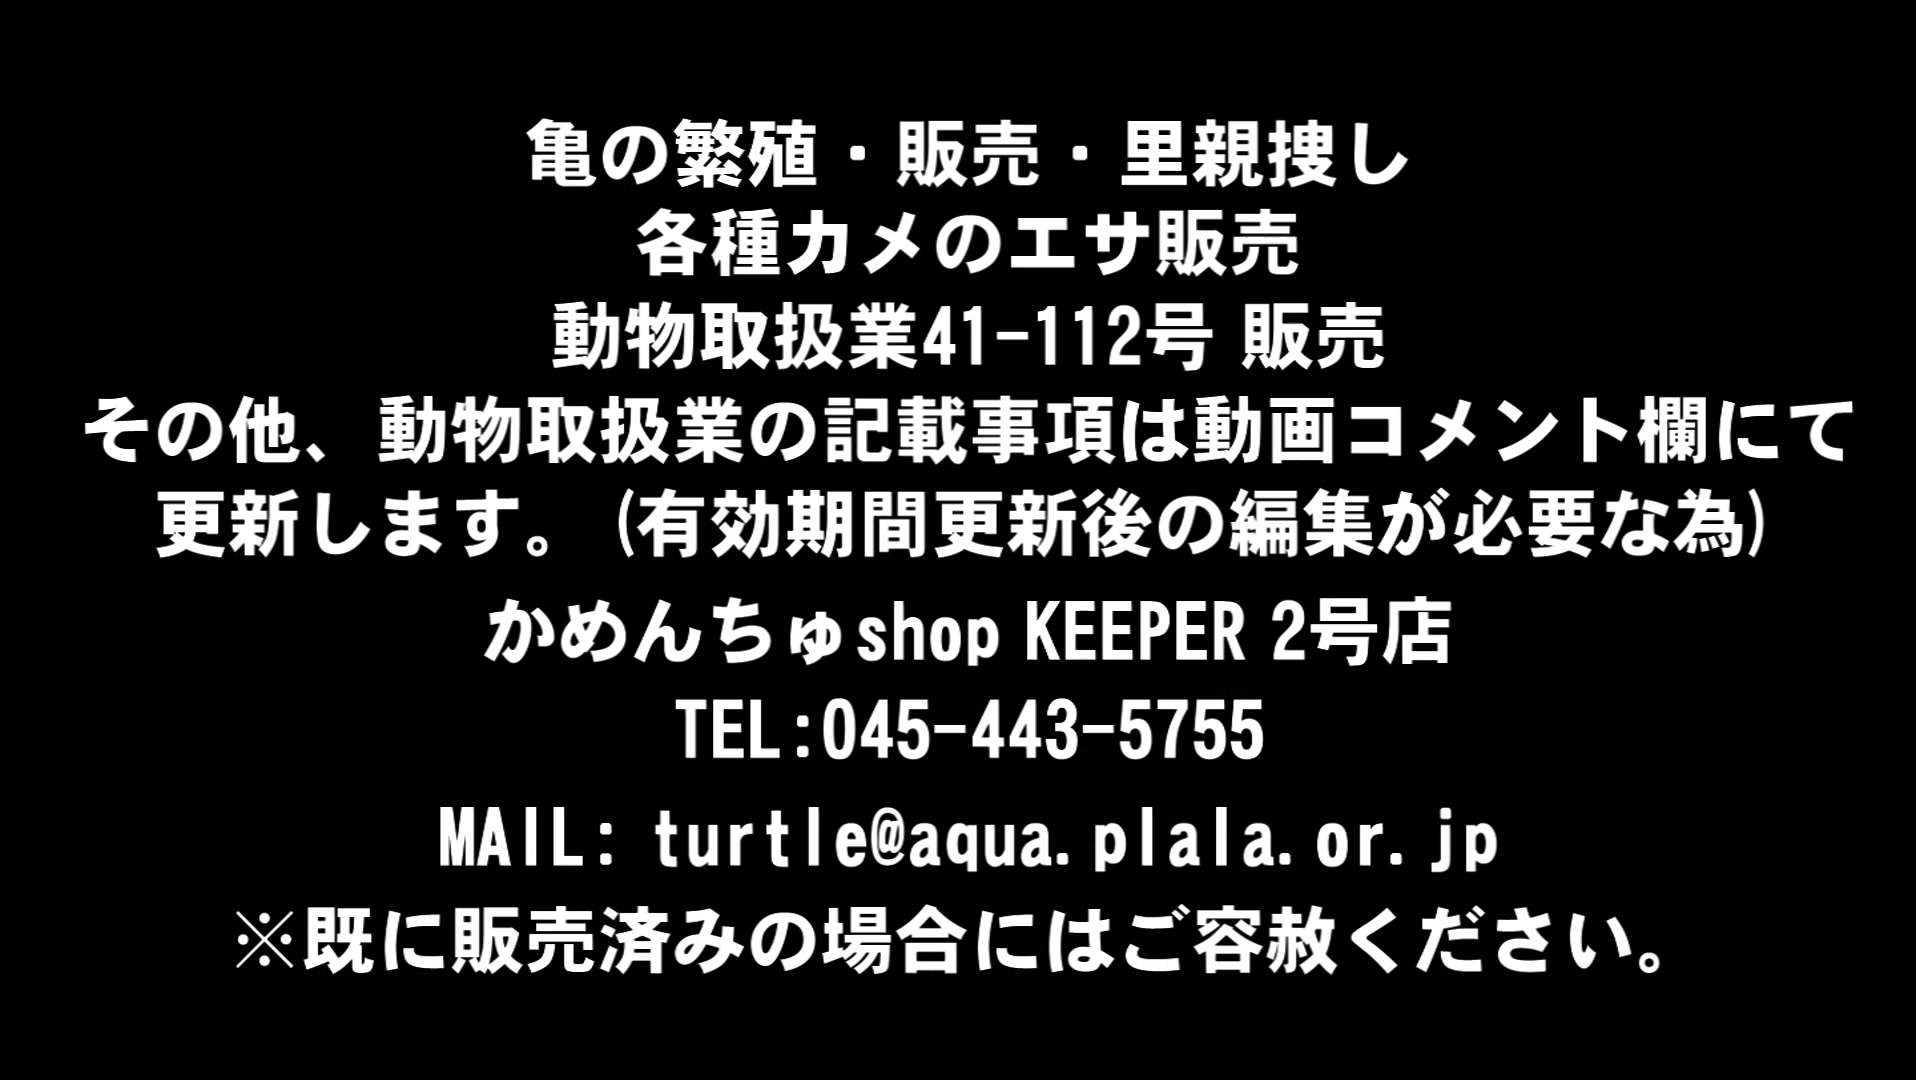 亀の繁殖・販売・里親捜し
各種カメのエサ販売
動物取扱業41-112号 販売
その他、動物取扱業の記載事項は動画コメント欄にて
更新します。(有効期間更新後の編集が必要な為)
かめんちゅshop KEEPER 2号店
TEL:045-443-5755
MAIL: turtle@aqua.plala.or.jp
※既に販売済みの場合にはご容赦ください。